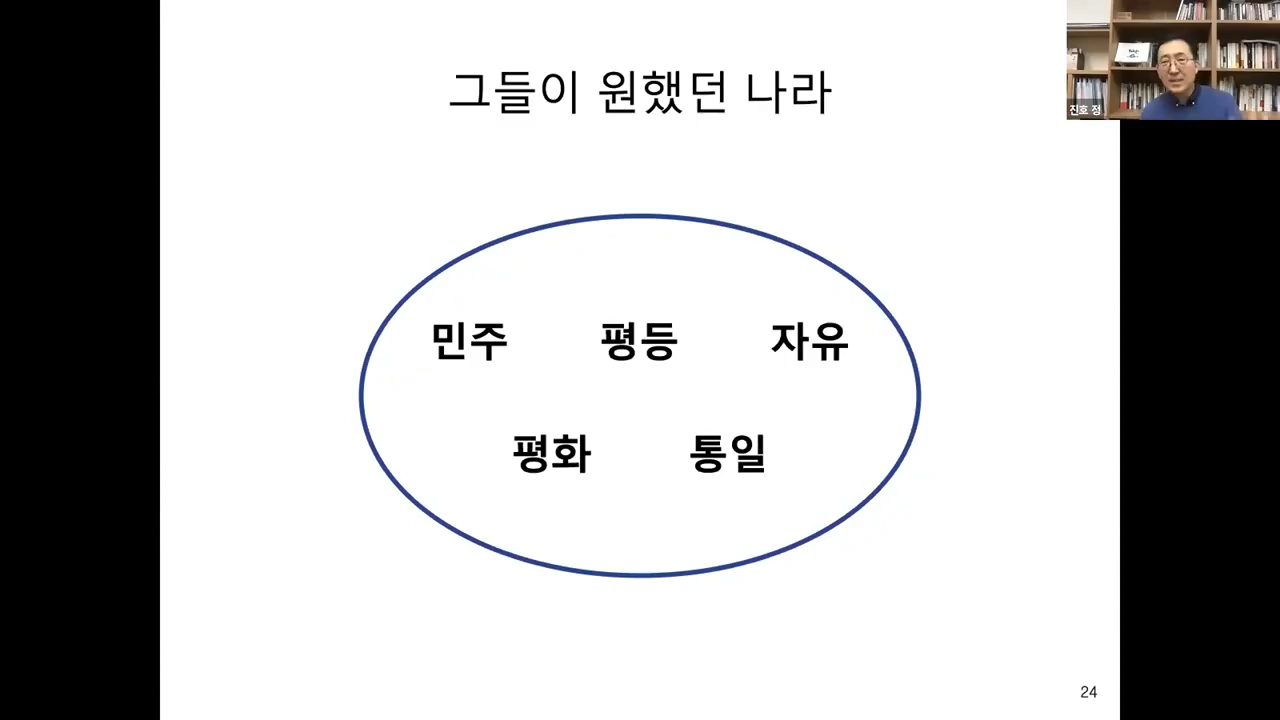 그들이 원했던 나라
진호 정
민주 평등 자유
평화 통일
24